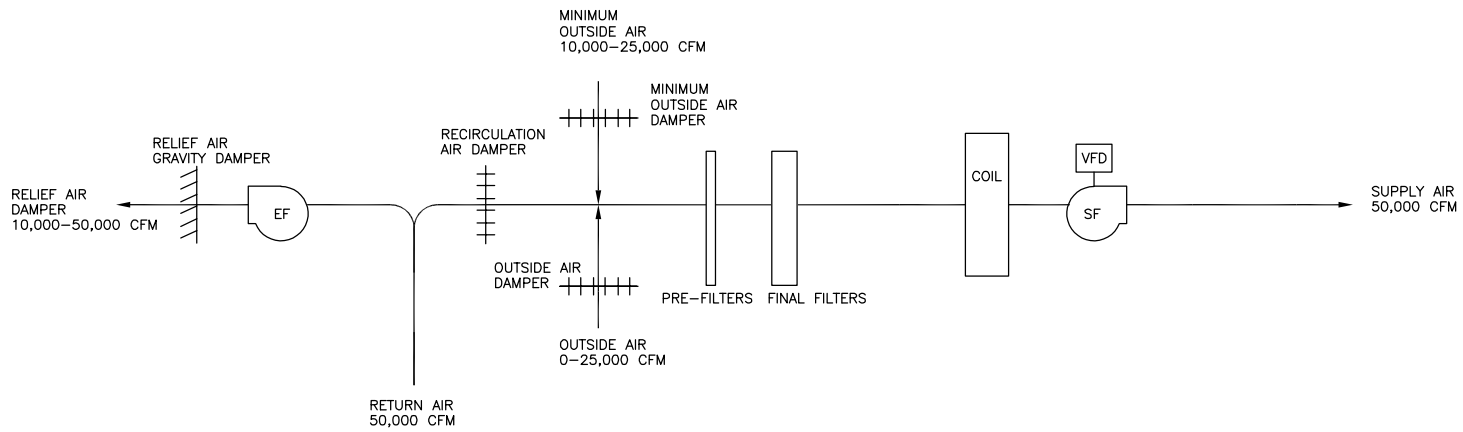 MINIMUM
OUTSIDE AIR
10,000-25,000 CFM
MINIMUM
OUTSIDE AIR
DAMPER
RECIRCULATION
AIR DAMPER
RELIEF AIR
GRAVITY DAMPER
RELIEF AIR
DAMPER
10,000-50,000 CFM
EF
COIL
VFD
SF
SUPPLY AIR
50,000 CFM
OUTSIDE AIR
DAMPER
PRE-FILTERS
FINAL FILTERS
OUTSIDE AIR
0-25,000 CFM
RETURN AIR
50,000 CFM